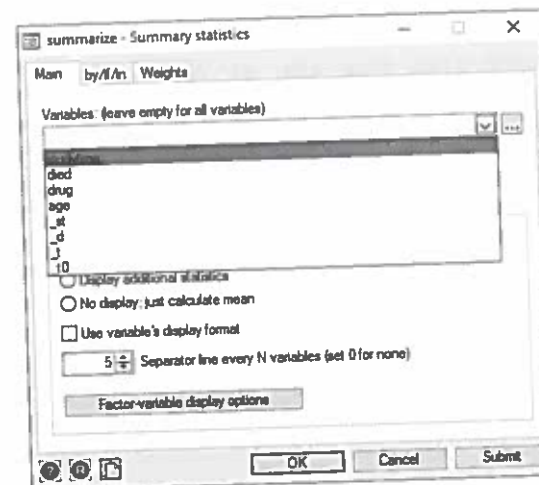 summarize - Summary statistics
Main by/if/in Weights
Variables: (leave empty for all variables)
...
died
drug
age
_st
_d
_t
_t0
Display additional statistics
No display; just calculate mean
Use variable's display format
5 Separator line every N variables (set 0 for none)
Factor-variable display options
? R OK Cancel Submit